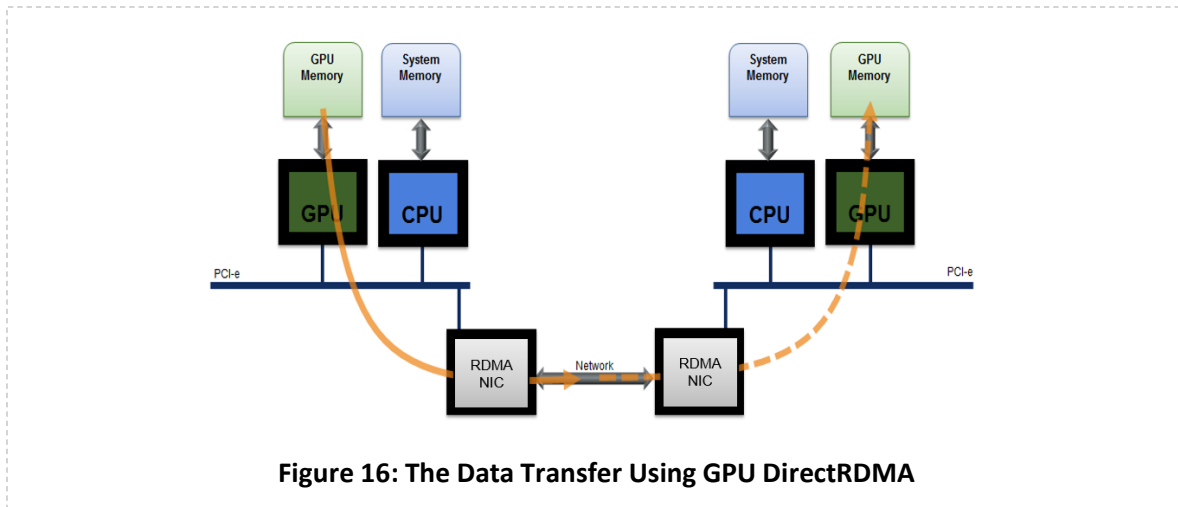 GPU
Memory
System
Memory
System
Memory
GPU
Memory
GPU
CPU
CPU
GPU
PCI-e
PCI-e
RDMA
NIC
Network
RDMA
NIC
Figure 16: The Data Transfer Using GPU DirectRDMA